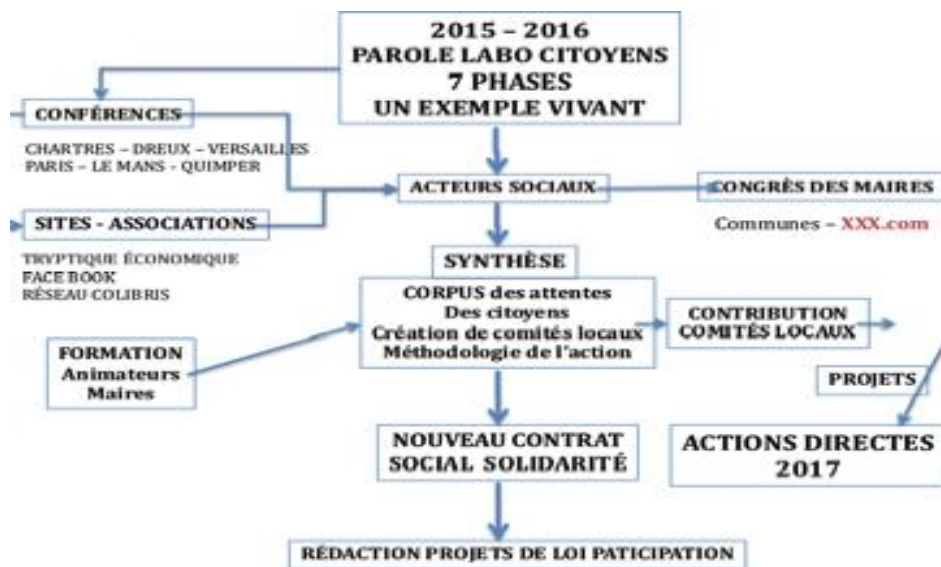 2015 – 2016
PAROLE LABO CITOYENS
7 PHASES
UN EXEMPLE VIVANT
CONFÉRENCES
CHARTRES – DREUX – VERSAILLES
PARIS – LE MANS - QUIMPER
ACTEURS SOCIAUX
CONGRÈS DES MAIRES
Communes – XXX.com
SITES - ASSOCIATIONS
TRYPTIQUE ÉCONOMIQUE
FACE BOOK
RÉSEAU COLIBRIS
SYNTHÈSE
CORPUS des attentes
Des citoyens
Création de comités locaux
Méthodologie de l'action
CONTRIBUTION
COMITÉS LOCAUX
FORMATION
Animateurs
Maires
PROJETS
NOUVEAU CONTRAT
SOCIAL SOLIDARITÉ
ACTIONS DIRECTES
2017
RÉDACTION PROJETS DE LOI PATICIPATION